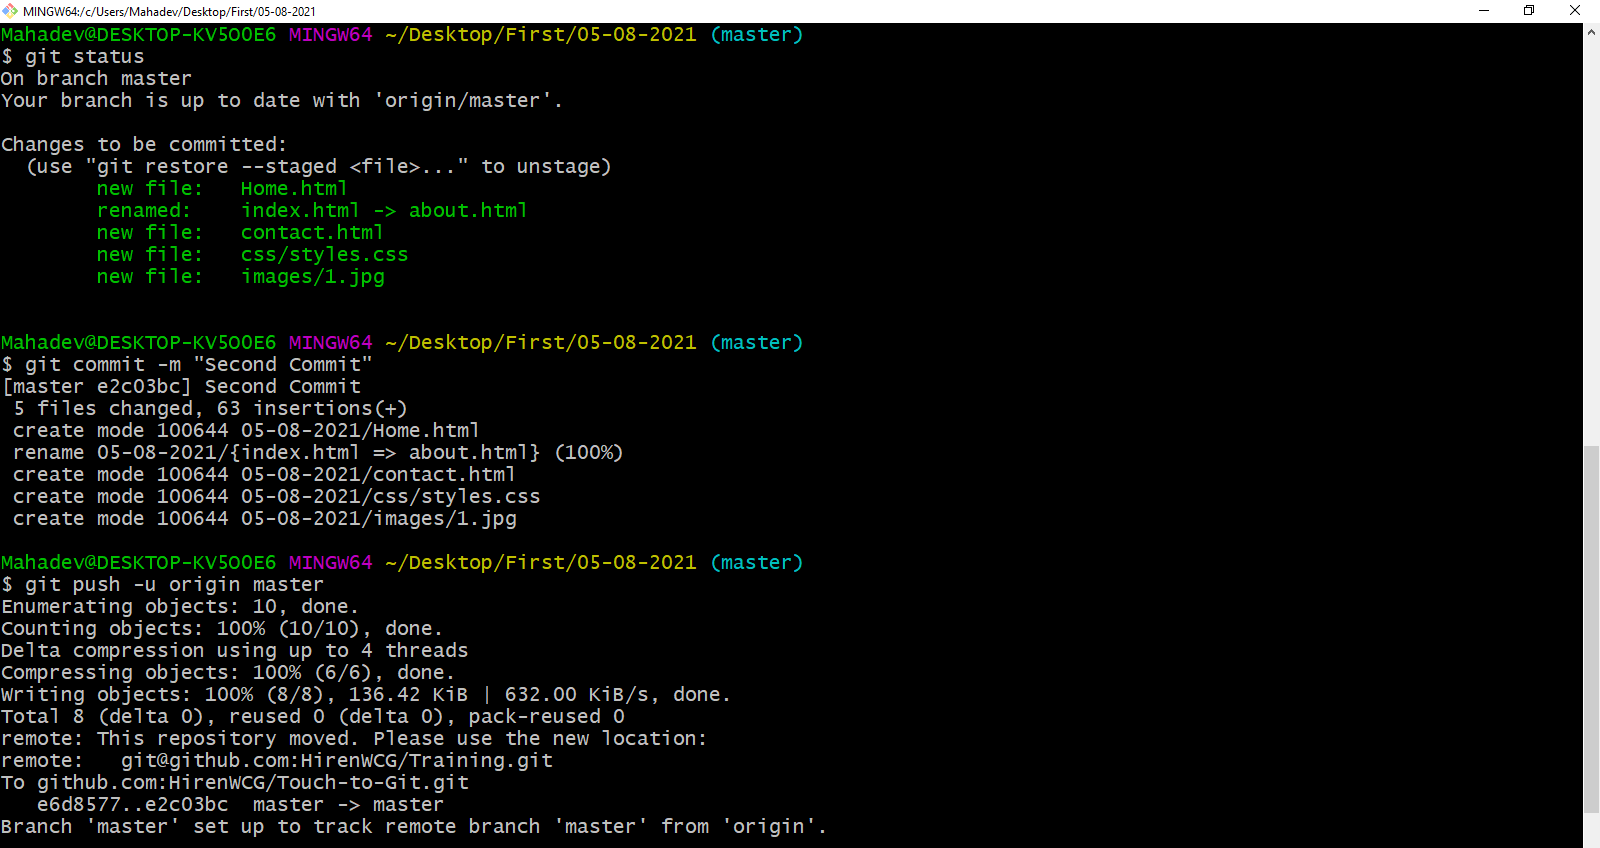 MINGW64:/c/Users/Mahadev/Desktop/First/05-08-2021
Mahadev@DESKTOP-KV5O0E6 MINGW64 ~/Desktop/First/05-08-2021 (master)
$ git status
On branch master
Your branch is up to date with 'origin/master'.

Changes to be committed:
  (use "git restore --staged <file>..." to unstage)
        new file:   Home.html
        renamed:    index.html -> about.html
        new file:   contact.html
        new file:   css/styles.css
        new file:   images/1.jpg

Mahadev@DESKTOP-KV5O0E6 MINGW64 ~/Desktop/First/05-08-2021 (master)
$ git commit -m "Second Commit"
[master e2c03bc] Second Commit
 5 files changed, 63 insertions(+)
 create mode 100644 05-08-2021/Home.html
 rename 05-08-2021/{index.html => about.html} (100%)
 create mode 100644 05-08-2021/contact.html
 create mode 100644 05-08-2021/css/styles.css
 create mode 100644 05-08-2021/images/1.jpg

Mahadev@DESKTOP-KV5O0E6 MINGW64 ~/Desktop/First/05-08-2021 (master)
$ git push -u origin master
Enumerating objects: 10, done.
Counting objects: 100% (10/10), done.
Delta compression using up to 4 threads
Compressing objects: 100% (6/6), done.
Writing objects: 100% (8/8), 136.42 KiB | 632.00 KiB/s, done.
Total 8 (delta 0), reused 0 (delta 0), pack-reused 0
remote: This repository moved. Please use the new location:
remote:   git@github.com:HirenWCG/Training.git
To github.com:HirenWCG/Touch-to-Git.git
   e6d8577..e2c03bc  master -> master
Branch 'master' set up to track remote branch 'master' from 'origin'.